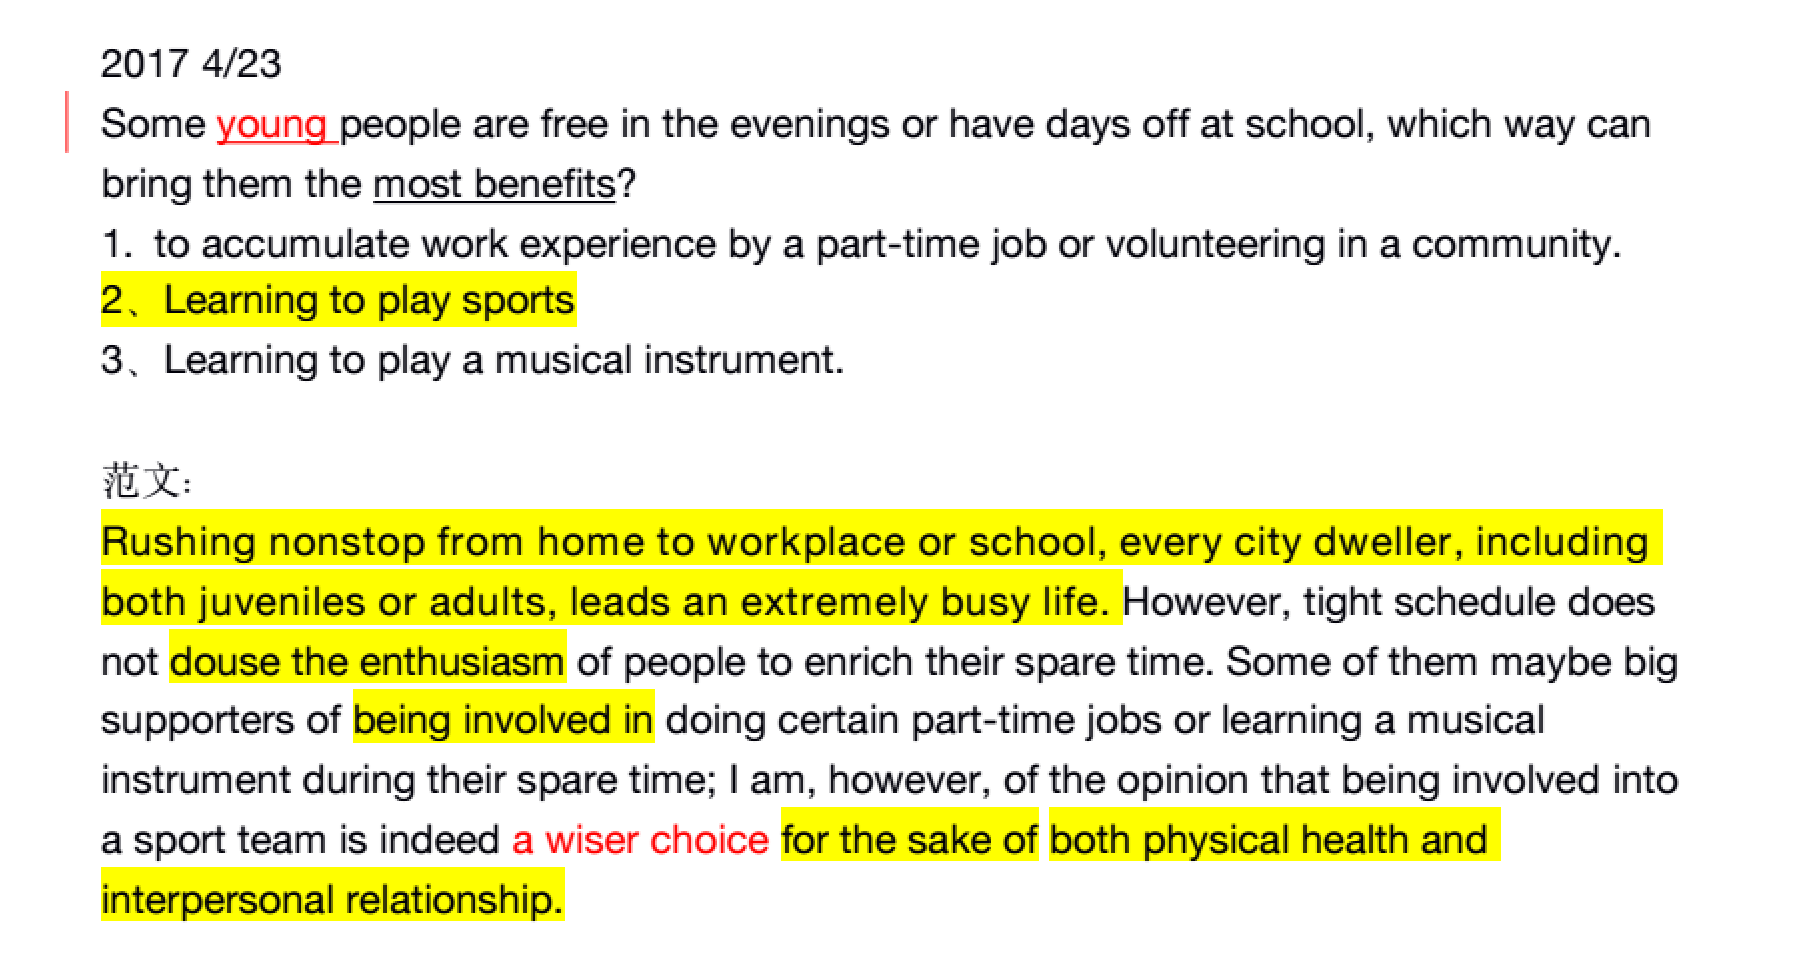 2017 4/23
Some young people are free in the evenings or have days off at school, which way can
bring them the most benefits?
1. to accumulate work experience by a part-time job or volunteering in a community.
2、Learning to play sports
3、Learning to play a musical instrument.
范文:
Rushing nonstop from home to workplace or school, every city dweller, including
both juveniles or adults, leads an extremely busy life. However, tight schedule does
not douse the enthusiasm of people to enrich their spare time. Some of them maybe big
supporters of being involved in doing certain part-time jobs or learning a musical
instrument during their spare time; I am, however, of the opinion that being involved into
a sport team is indeed a wiser choice for the sake of both physical health and
interpersonal relationship.